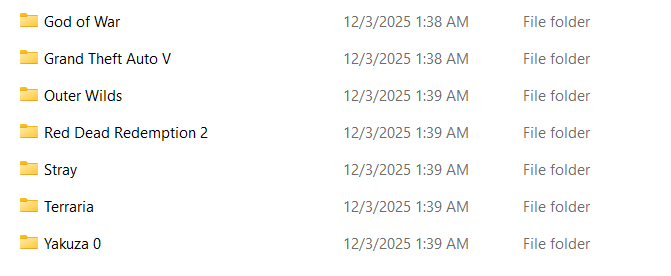 God of War 12/3/2025 1:38 AM File folder
Grand Theft Auto V 12/3/2025 1:38 AM File folder
Outer Wilds 12/3/2025 1:39 AM File folder
Red Dead Redemption 2 12/3/2025 1:39 AM File folder
Stray 12/3/2025 1:39 AM File folder
Terraria 12/3/2025 1:39 AM File folder
Yakuza 0 12/3/2025 1:39 AM File folder